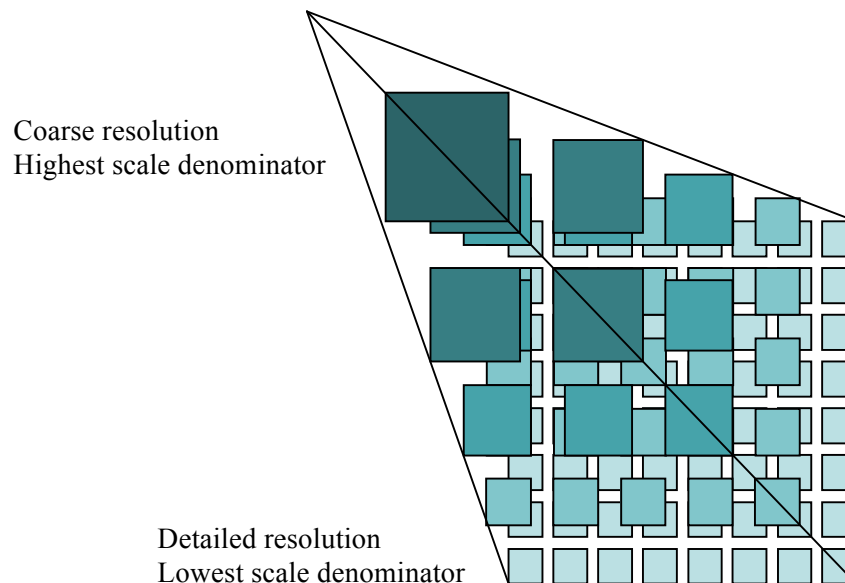 Coarse resolution
Highest scale denominator
Detailed resolution
Lowest scale denominator